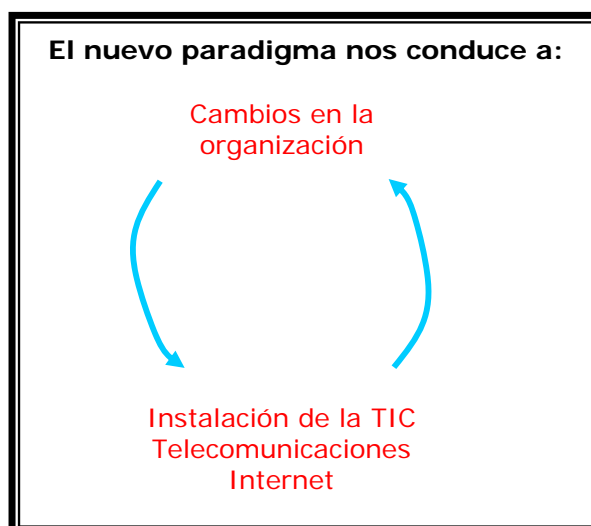 El nuevo paradigma nos conduce a:
Cambios en la
organización
Instalación de la TIC
Telecomunicaciones
Internet